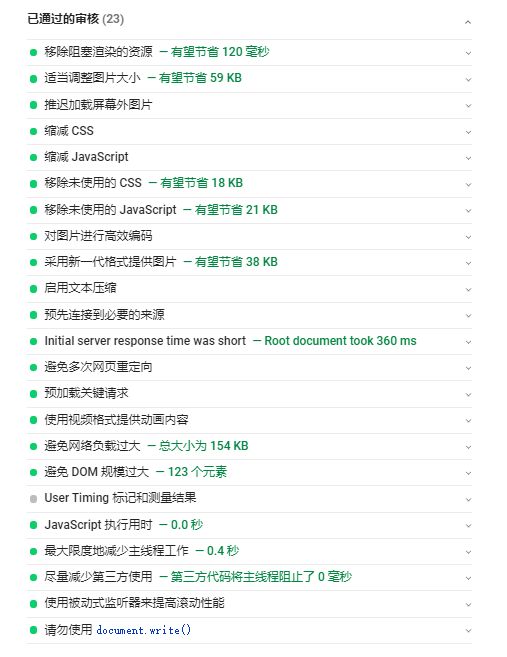 已通过的审核 (23)
移除阻塞渲染的资源 — 有望节省 120 毫秒
适当调整图片大小 — 有望节省 59 KB
推迟加载屏幕外图片
缩减 CSS
缩减 JavaScript
移除未使用的 CSS — 有望节省 18 KB
移除未使用的 JavaScript — 有望节省 21 KB
对图片进行高效编码
采用新一代格式提供图片 — 有望节省 38 KB
启用文本压缩
预先连接到必要的来源
Initial server response time was short — Root document took 360 ms
避免多次网页重定向
预加载关键请求
使用视频格式提供动画内容
避免网络负载过大 — 总大小为 154 KB
避免 DOM 规模过大 — 123 个元素
User Timing 标记和测量结果
JavaScript 执行用时 — 0.0 秒
最大限度地减少主线程工作 — 0.4 秒
尽量减少第三方使用 — 第三方代码将主线程阻止了 0 毫秒
使用被动式监听器来提高滚动性能
请勿使用 document.write()